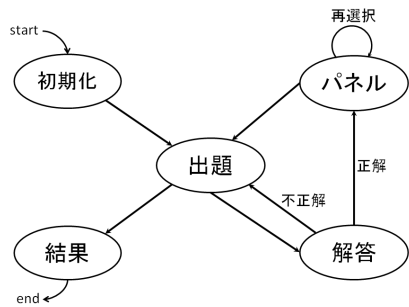 再選択
start
初期化
パネル
出題
正解
不正解
結果
解答
end